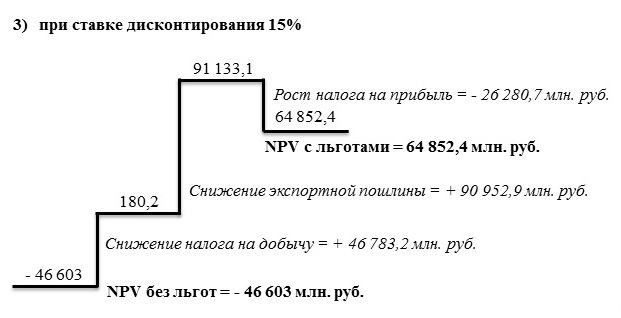 3) при ставке дисконтирования 15%
91 133,1
Рост налога на прибыль = - 26 280,7 млн. руб.
64 852,4
NPV с льготами = 64 852,4 млн. руб.
Снижение экспортной пошлины = + 90 952,9 млн. руб.
180,2
Снижение налога на добычу = + 46 783,2 млн. руб.
- 46 603
NPV без льгот = - 46 603 млн. руб.